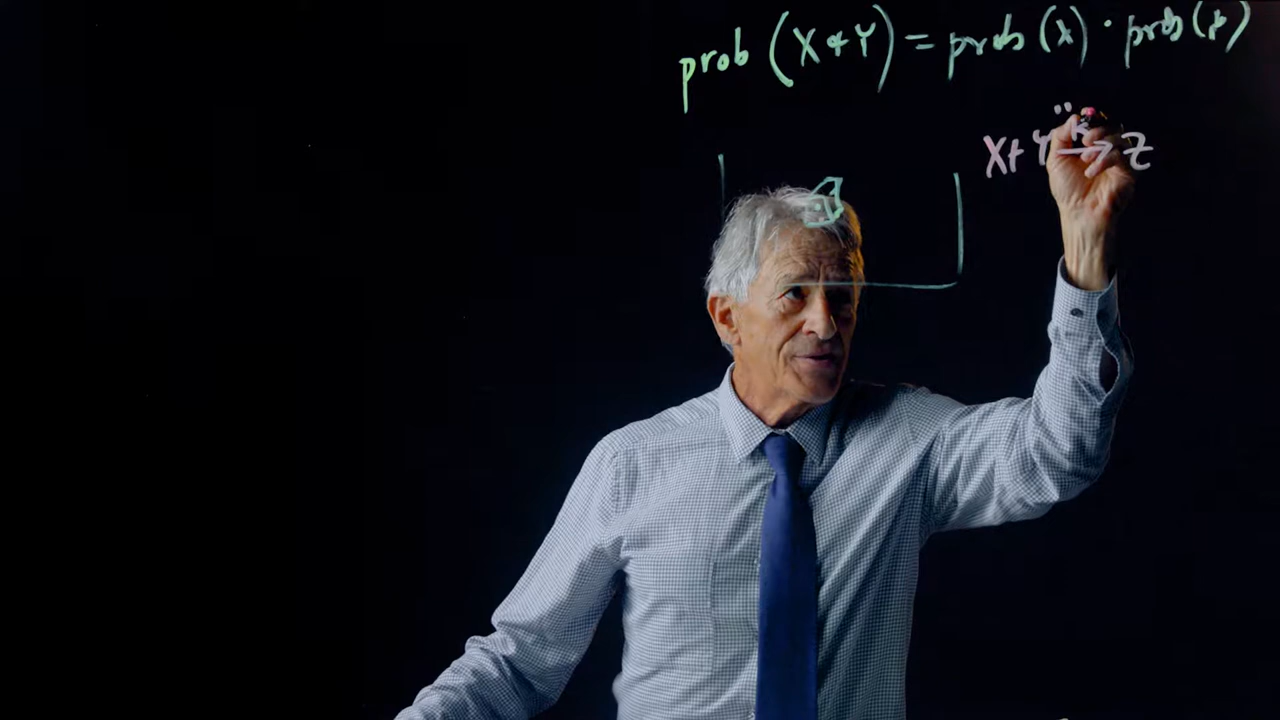 prob (X & Y) = prob (X) · prob (Y)
"k"
X + Y → Z